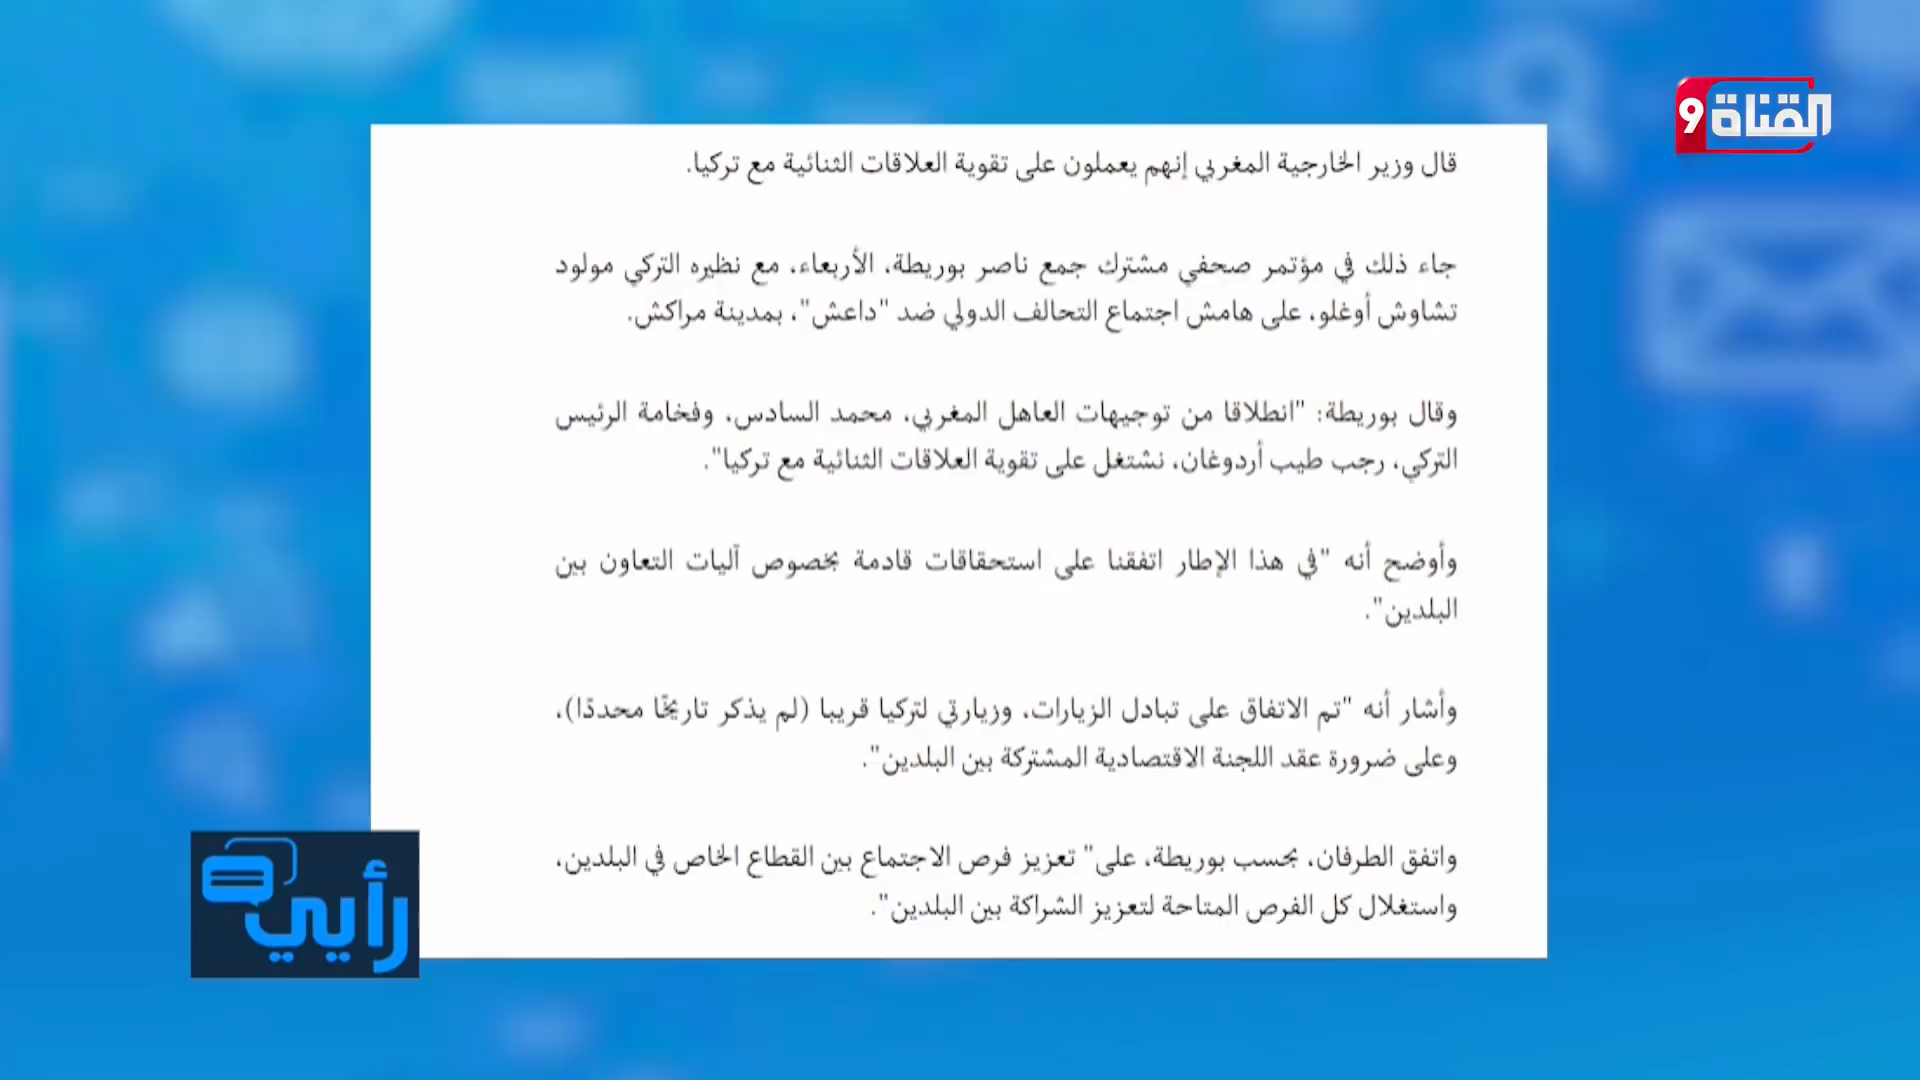 القناة 9
قال وزير الخارجية المغربي إنهم يعملون على تقوية العلاقات الثنائية مع تركيا.
جاء ذلك في مؤتمر صحفي مشترك جمع ناصر بوريطة، الأربعاء، مع نظيره التركي مولود
تشاوش أوغلو، على هامش اجتماع التحالف الدولي ضد "داعش"، بمدينة مراكش.
وقال بوريطة: "انطلاقا من توجيهات العاهل المغربي، محمد السادس، وفخامة الرئيس
التركي، رجب طيب أردوغان، نشتغل على تقوية العلاقات الثنائية مع تركيا".
وأوضح أنه "في هذا الإطار اتفقنا على استحقاقات قادمة بخصوص آليات التعاون بين
البلدين".
وأشار أنه "تم الاتفاق على تبادل الزيارات، وزيارتي لتركيا قريبا (لم يذكر تاريخًا محددًا)،
وعلى ضرورة عقد اللجنة الاقتصادية المشتركة بين البلدين".
واتفق الطرفان، بحسب بوريطة، على" تعزيز فرص الاجتماع بين القطاع الخاص في البلدين،
واستغلال كل الفرص المتاحة لتعزيز الشراكة بين البلدين".
رأيي